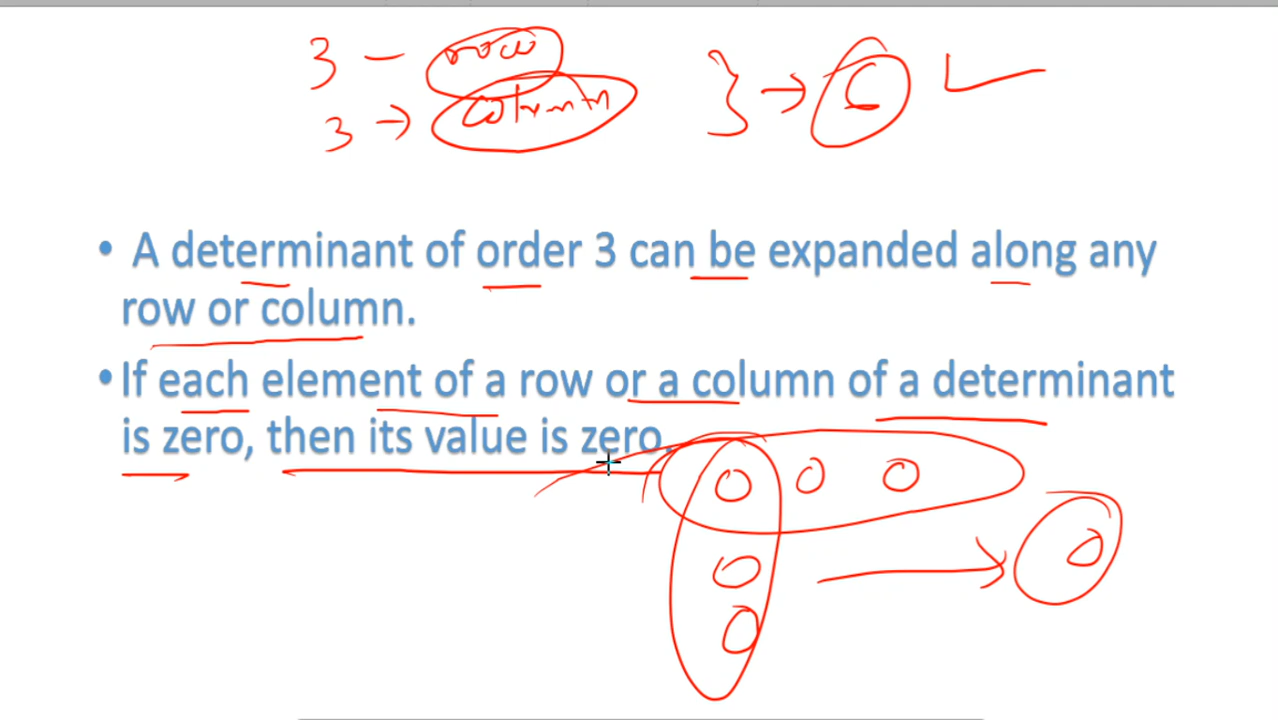 3 - row
3 → column } → 6
• A determinant of order 3 can be expanded along any
row or column.
• If each element of a row or a column of a determinant
is zero, then its value is zero.
0 0 0
0 → 0
0